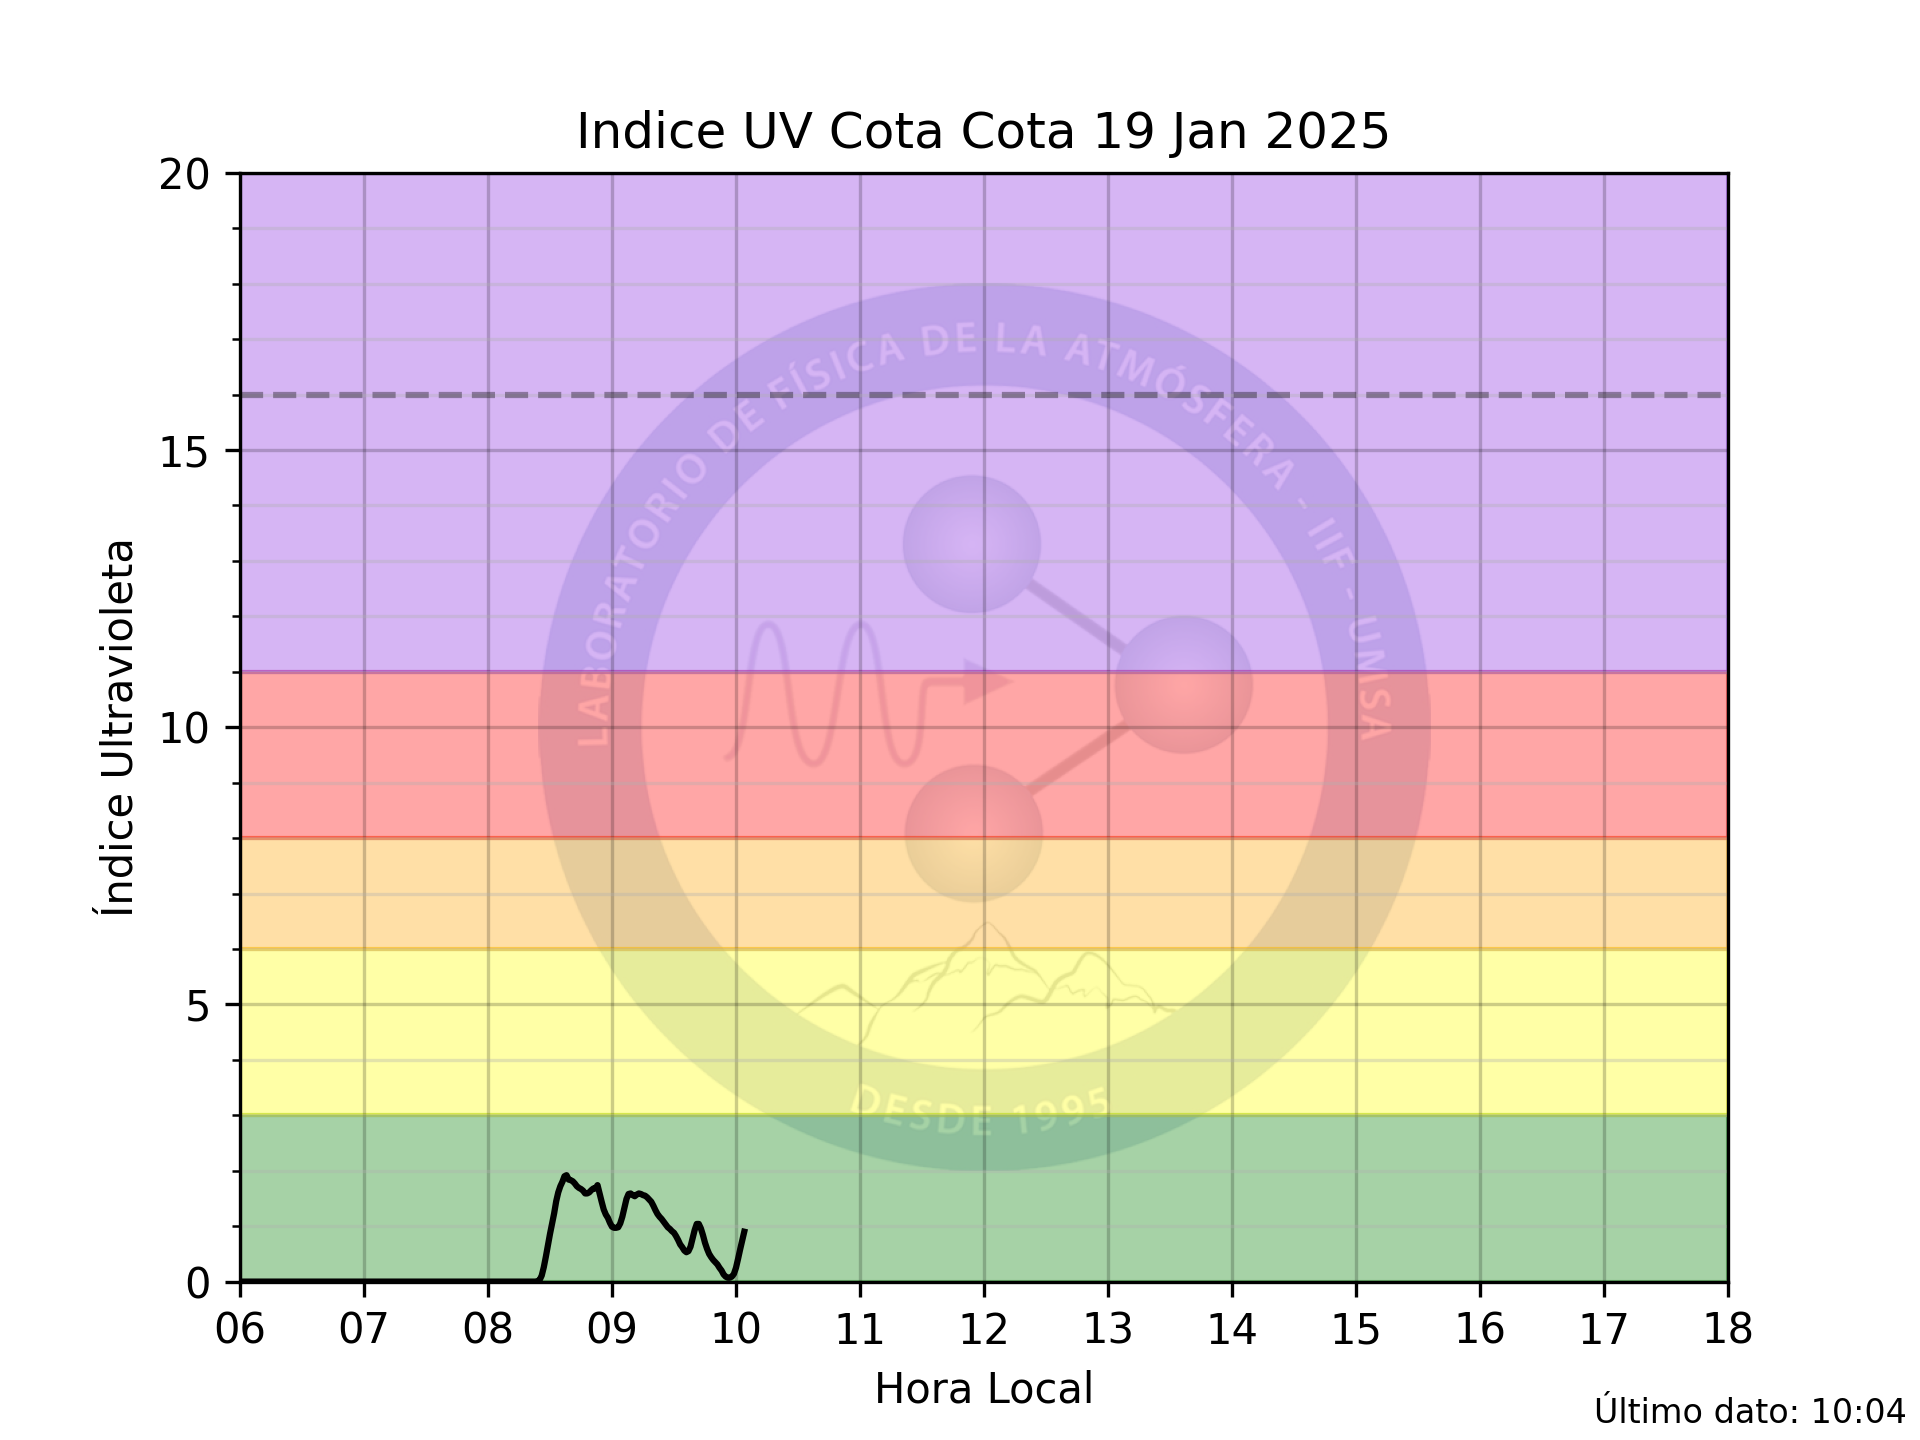 Indice UV Cota Cota 19 Jan 2025
20
15
10
5
0
Índice Ultravioleta
LABORATORIO DE FÍSICA DE LA ATMÓSFERA - IIF - UMSA
DESDE 1995
06 07 08 09 10 11 12 13 14 15 16 17 18
Hora Local
Último dato: 10:04